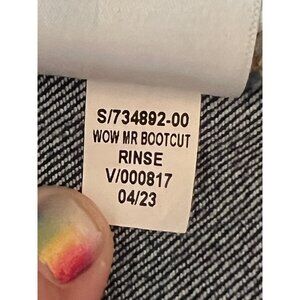 S/734892-00
WOW MR BOOTCUT
RINSE
V/000817
04/23